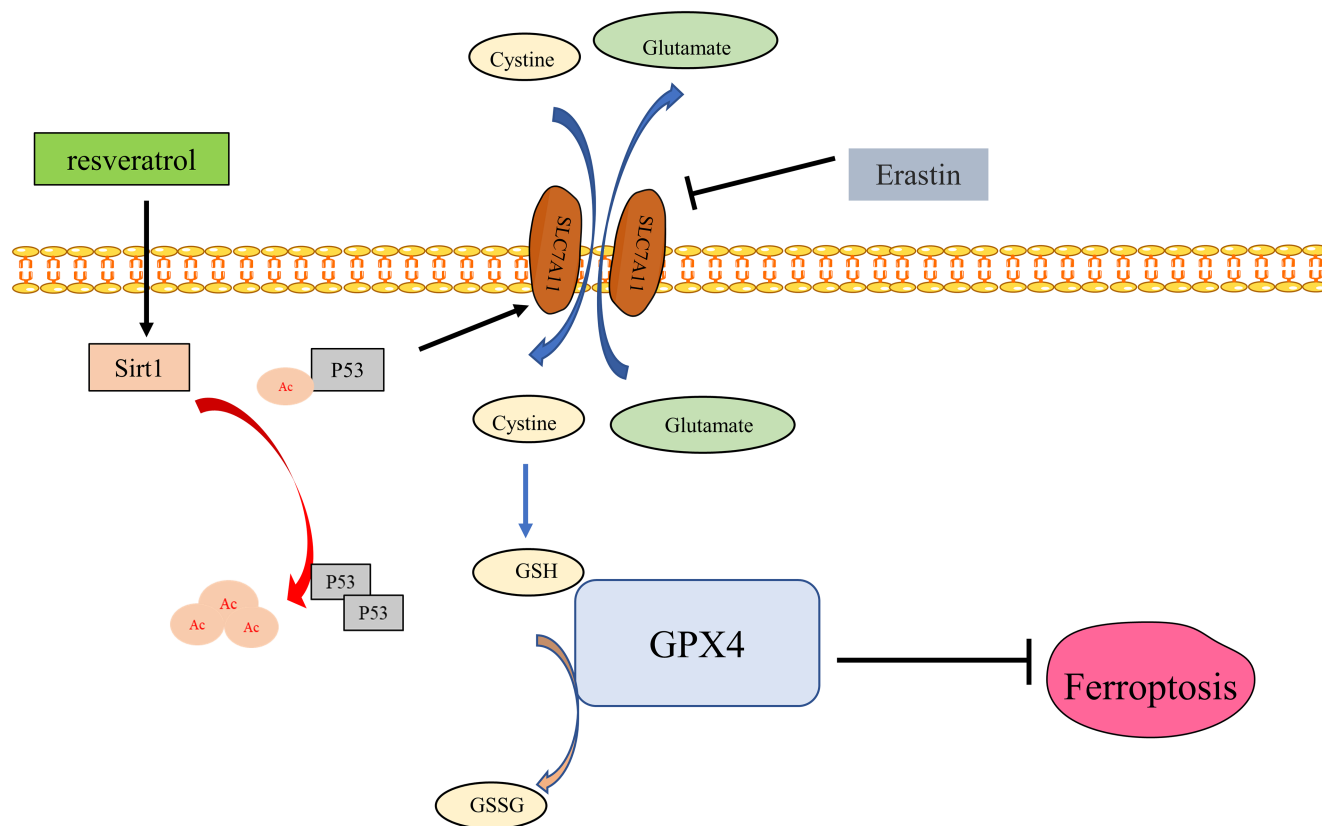 Cystine
Glutamate
resveratrol
Erastin
SLC7A11
SLC7A11
Sirt1
P53
Ac
Cystine
Glutamate
GSH
P53
P53
Ac
Ac
Ac
GPX4
Ferroptosis
GSSG